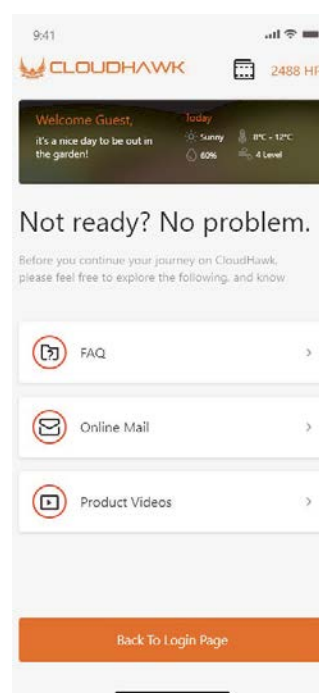 9:41
CLOUDHAWK
2488 HP
Welcome Guest,
it's a nice day to be out in
the garden!
Today
Sunny
8°C - 12°C
60%
4 Level
Not ready? No problem.
Before you continue your journey on CloudHawk,
please feel free to explore the following, and know
FAQ
Online Mail
Product Videos
Back To Login Page